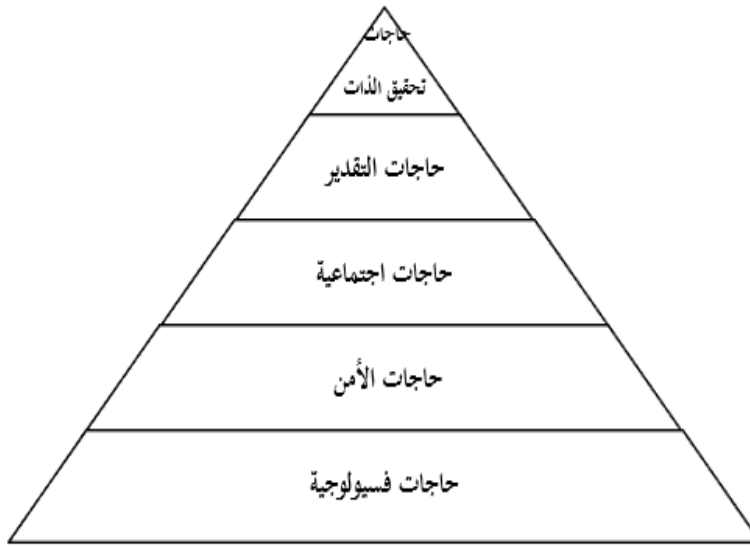 حاجات
تحقيق الذات
حاجات التقدير
حاجات اجتماعية
حاجات الأمن
حاجات فسيولوجية